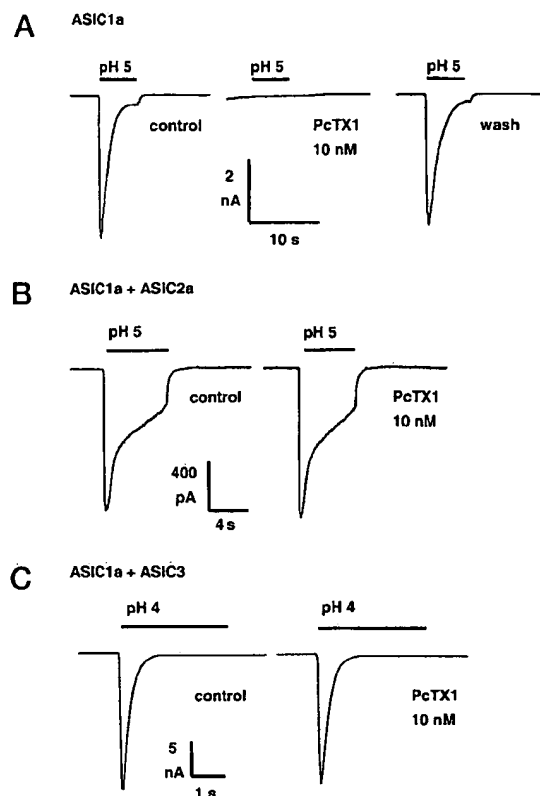 A ASIC1a
pH 5 pH 5 pH 5
control PcTX1 wash
10 nM
2
nA
10 s
B ASIC1a + ASIC2a
pH 5 pH 5
control PcTX1
10 nM
400
pA
4 s
C ASIC1a + ASIC3
pH 4 pH 4
control PcTX1
10 nM
5
nA
1 s